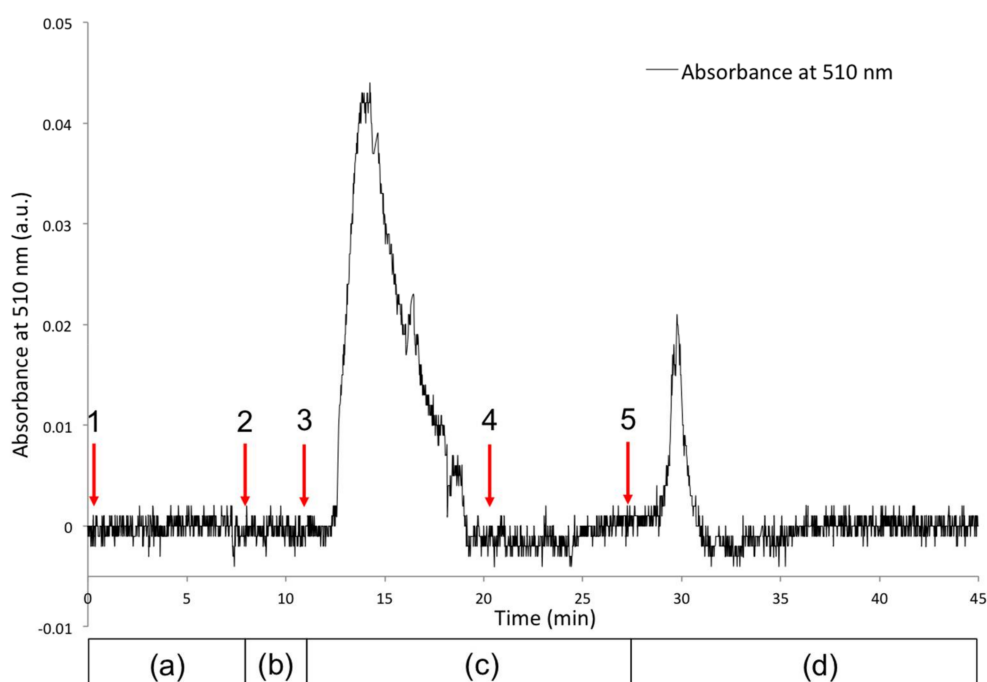 0.05
Absorbance at 510 nm
0.04
0.03
0.02
0.01
0
-0.01
Absorbance at 510 nm (a.u.)
1
2
3
4
5
0 5 10 15 20 25 30 35 40 45
Time (min)
(a) (b) (c) (d)